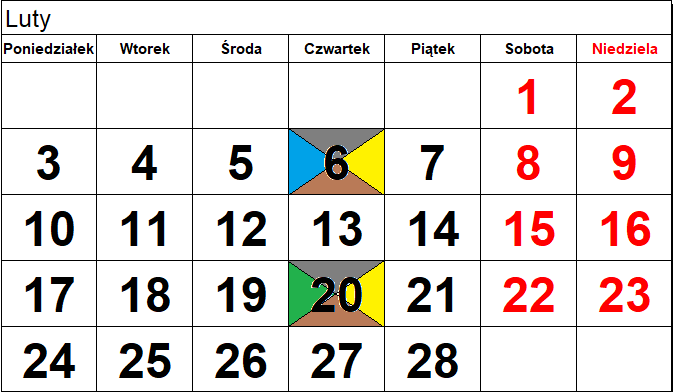 Luty
Poniedziałek Wtorek Środa Czwartek Piątek Sobota Niedziela
1 2
3 4 5 6 7 8 9
10 11 12 13 14 15 16
17 18 19 20 21 22 23
24 25 26 27 28